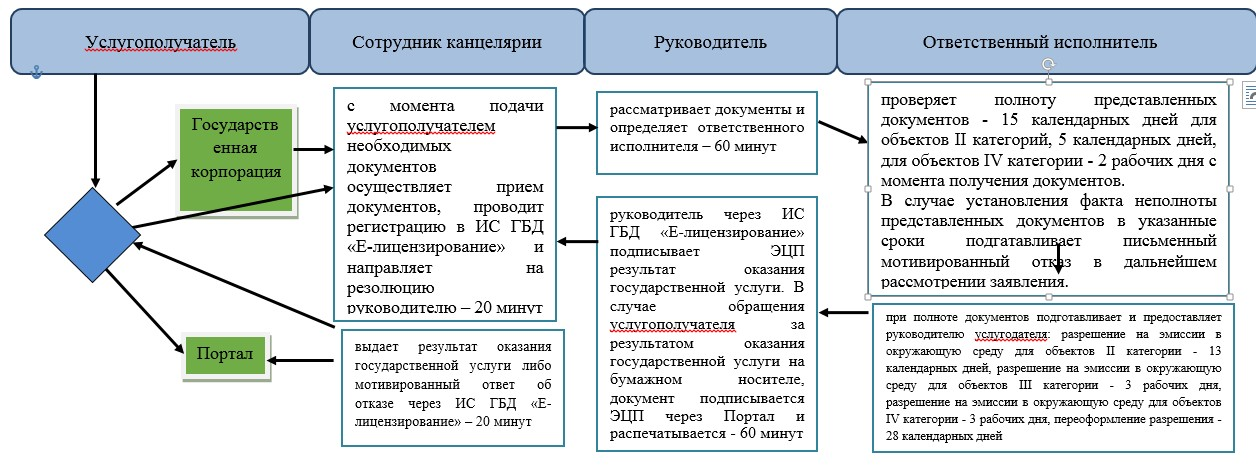 Услугополучатель
Сотрудник канцелярии
Руководитель
Ответственный исполнитель
Государств
енная
корпорация
Портал
с момента подачи
услугополучателем
необходимых
документов
осуществляет прием
документов, проводит
регистрацию в ИС ГБД
«Е-лицензирование» и
направляет на
резолюцию
руководителю – 20 минут
выдает результат оказания
государственной услуги либо
мотивированный ответ об
отказе через ИС ГБД «Е-
лицензирование» – 20 минут
рассматривает документы и
определяет ответственного
исполнителя – 60 минут
руководитель через ИС
ГБД «Е-лицензирование»
подписывает ЭЦП
результат оказания
государственной услуги. В
случае обращения
услугополучателя за
результатом оказания
государственной услуги на
бумажном носителе,
документ подписывается
ЭЦП через Портал и
распечатывается - 60 минут
проверяет полноту представленных
документов - 15 календарных дней для
объектов II категорий, 5 календарных дней,
для объектов IV категории - 2 рабочих дня с
момента получения документов.
В случае установления факта неполноты
представленных документов в указанные
сроки подгатавливает письменный
мотивированный отказ в дальнейшем
рассмотрении заявления.
при полноте документов подготавливает и предоставляет
руководителю услугодателя: разрешение на эмиссии в
окружающую среду для объектов II категории - 13
календарных дней, разрешение на эмиссии в окружающую
среду для объектов III категории - 3 рабочих дня,
разрешение на эмиссии в окружающую среду для объектов
IV категории - 3 рабочих дня, переоформление разрешения -
28 календарных дней